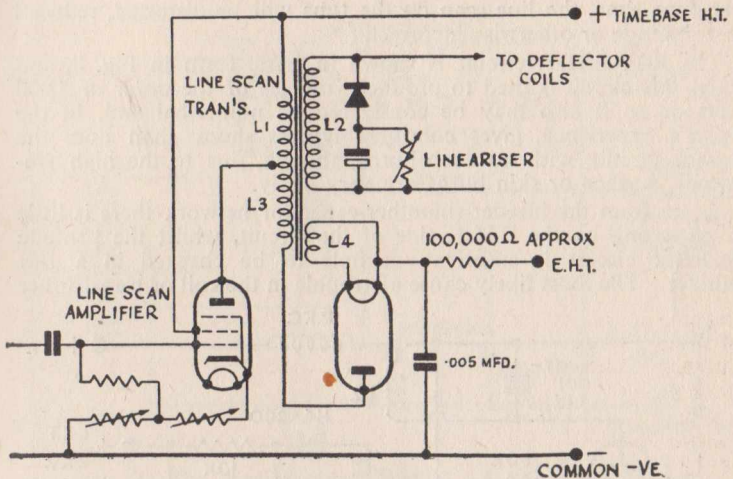 + TIMEBASE H.T.
TO DEFLECTOR
COILS
LINE SCAN
TRAN'S.
L1
L2
LINEARISER
L3
L4
100,000 Ω APPROX
E.H.T.
LINE SCAN
AMPLIFIER
·005 MFD.
COMMON -VE.